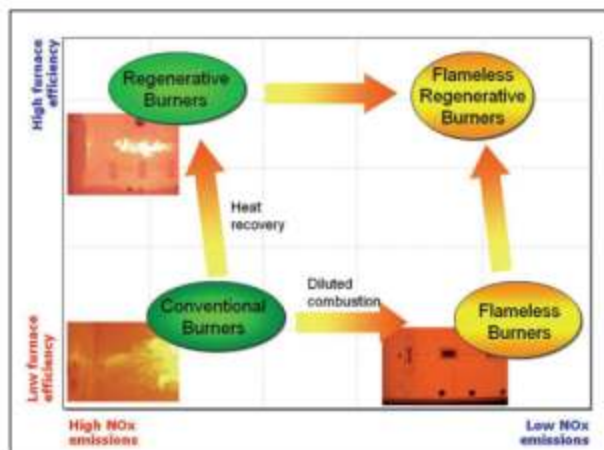 High furnace
efficiency
Regenerative
Burners
Flameless
Regenerative
Burners
Heat
recovery
Diluted
combustion
Conventional
Burners
Flameless
Burners
Low furnace
efficiency
High NOx
emissions
Low NOx
emissions